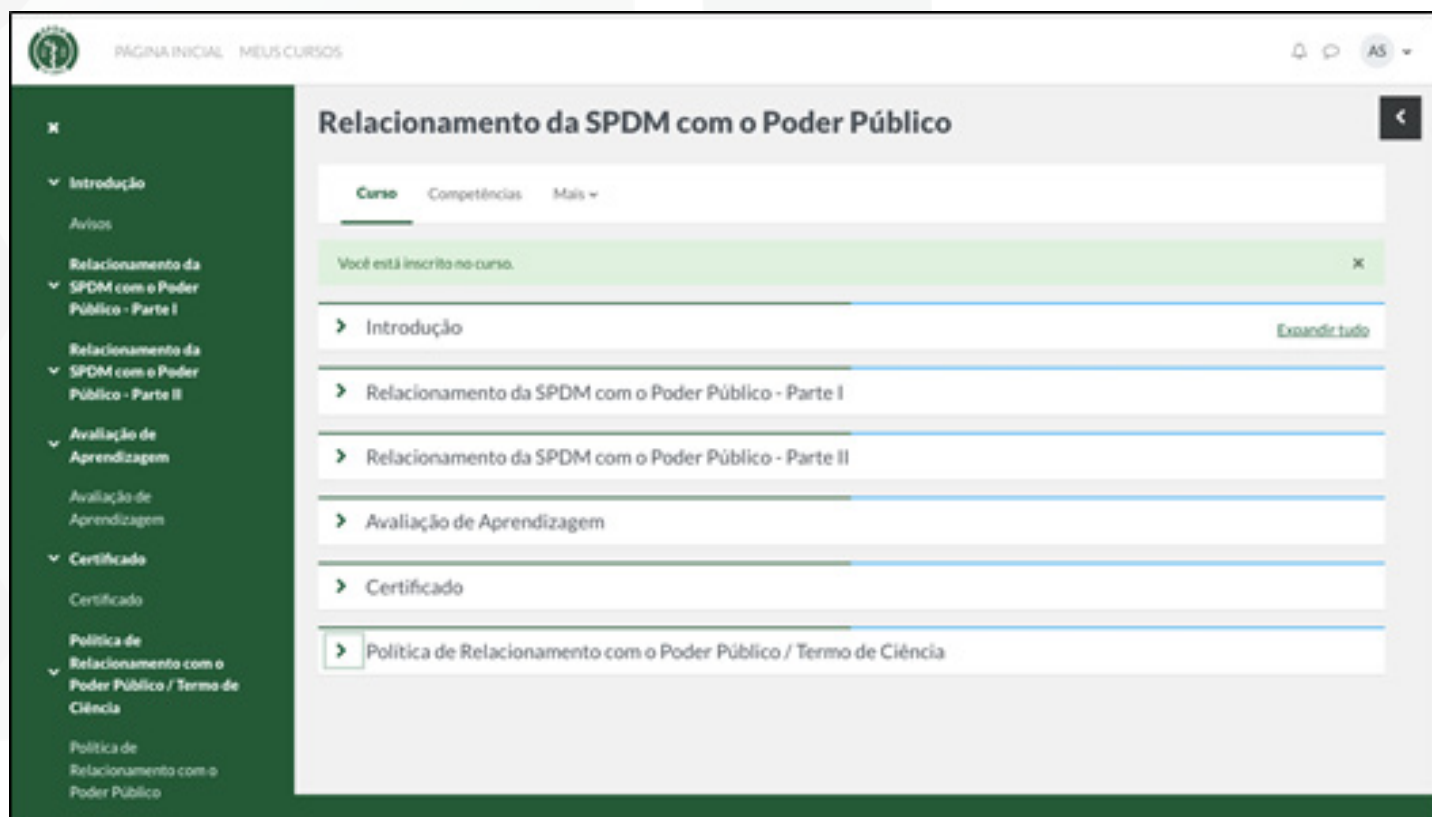 PÁGINA INICIAL MEUS CURSOS
AS
Introdução
Avisos
Relacionamento da
SPDM com o Poder
Público - Parte I
Relacionamento da
SPDM com o Poder
Público - Parte II
Avaliação de
Aprendizagem
Avaliação de
Aprendizagem
Certificado
Certificado
Política de
Relacionamento com o
Poder Público / Termo de
Ciência
Política de
Relacionamento com o
Poder Público
Relacionamento da SPDM com o Poder Público
Curso Competências Mais
Você está inscrito no curso.
Introdução Expandir tudo
Relacionamento da SPDM com o Poder Público - Parte I
Relacionamento da SPDM com o Poder Público - Parte II
Avaliação de Aprendizagem
Certificado
Política de Relacionamento com o Poder Público / Termo de Ciência